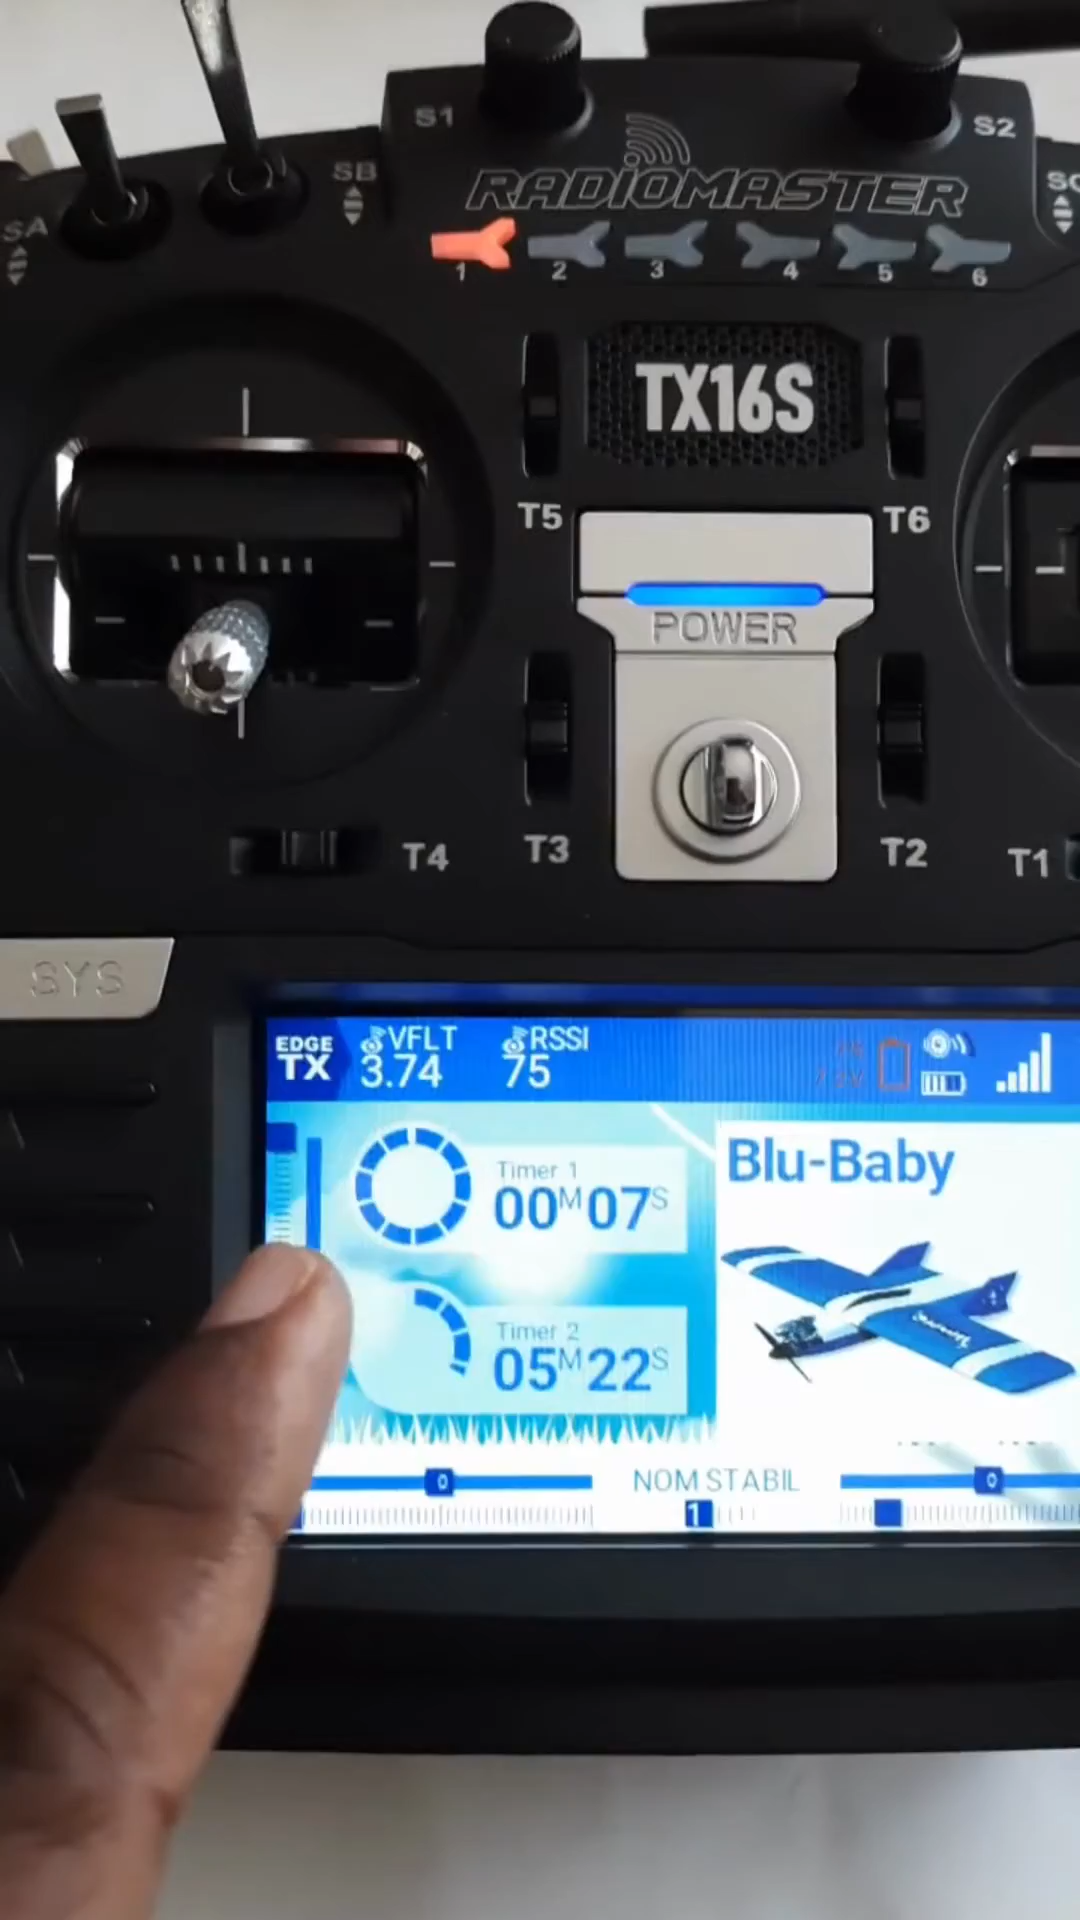 S1
S2
SB
SA
RADIOMASTER
1 2 3 4 5 6
TX16S
T5
T6
POWER
T4
T3
T2
T1
SYS
EDGE TX
VFLT
3.74
RSSI
75
Timer 1
00M07S
Blu-Baby
Timer 2
05M22S
0
NOM STABIL
0
1